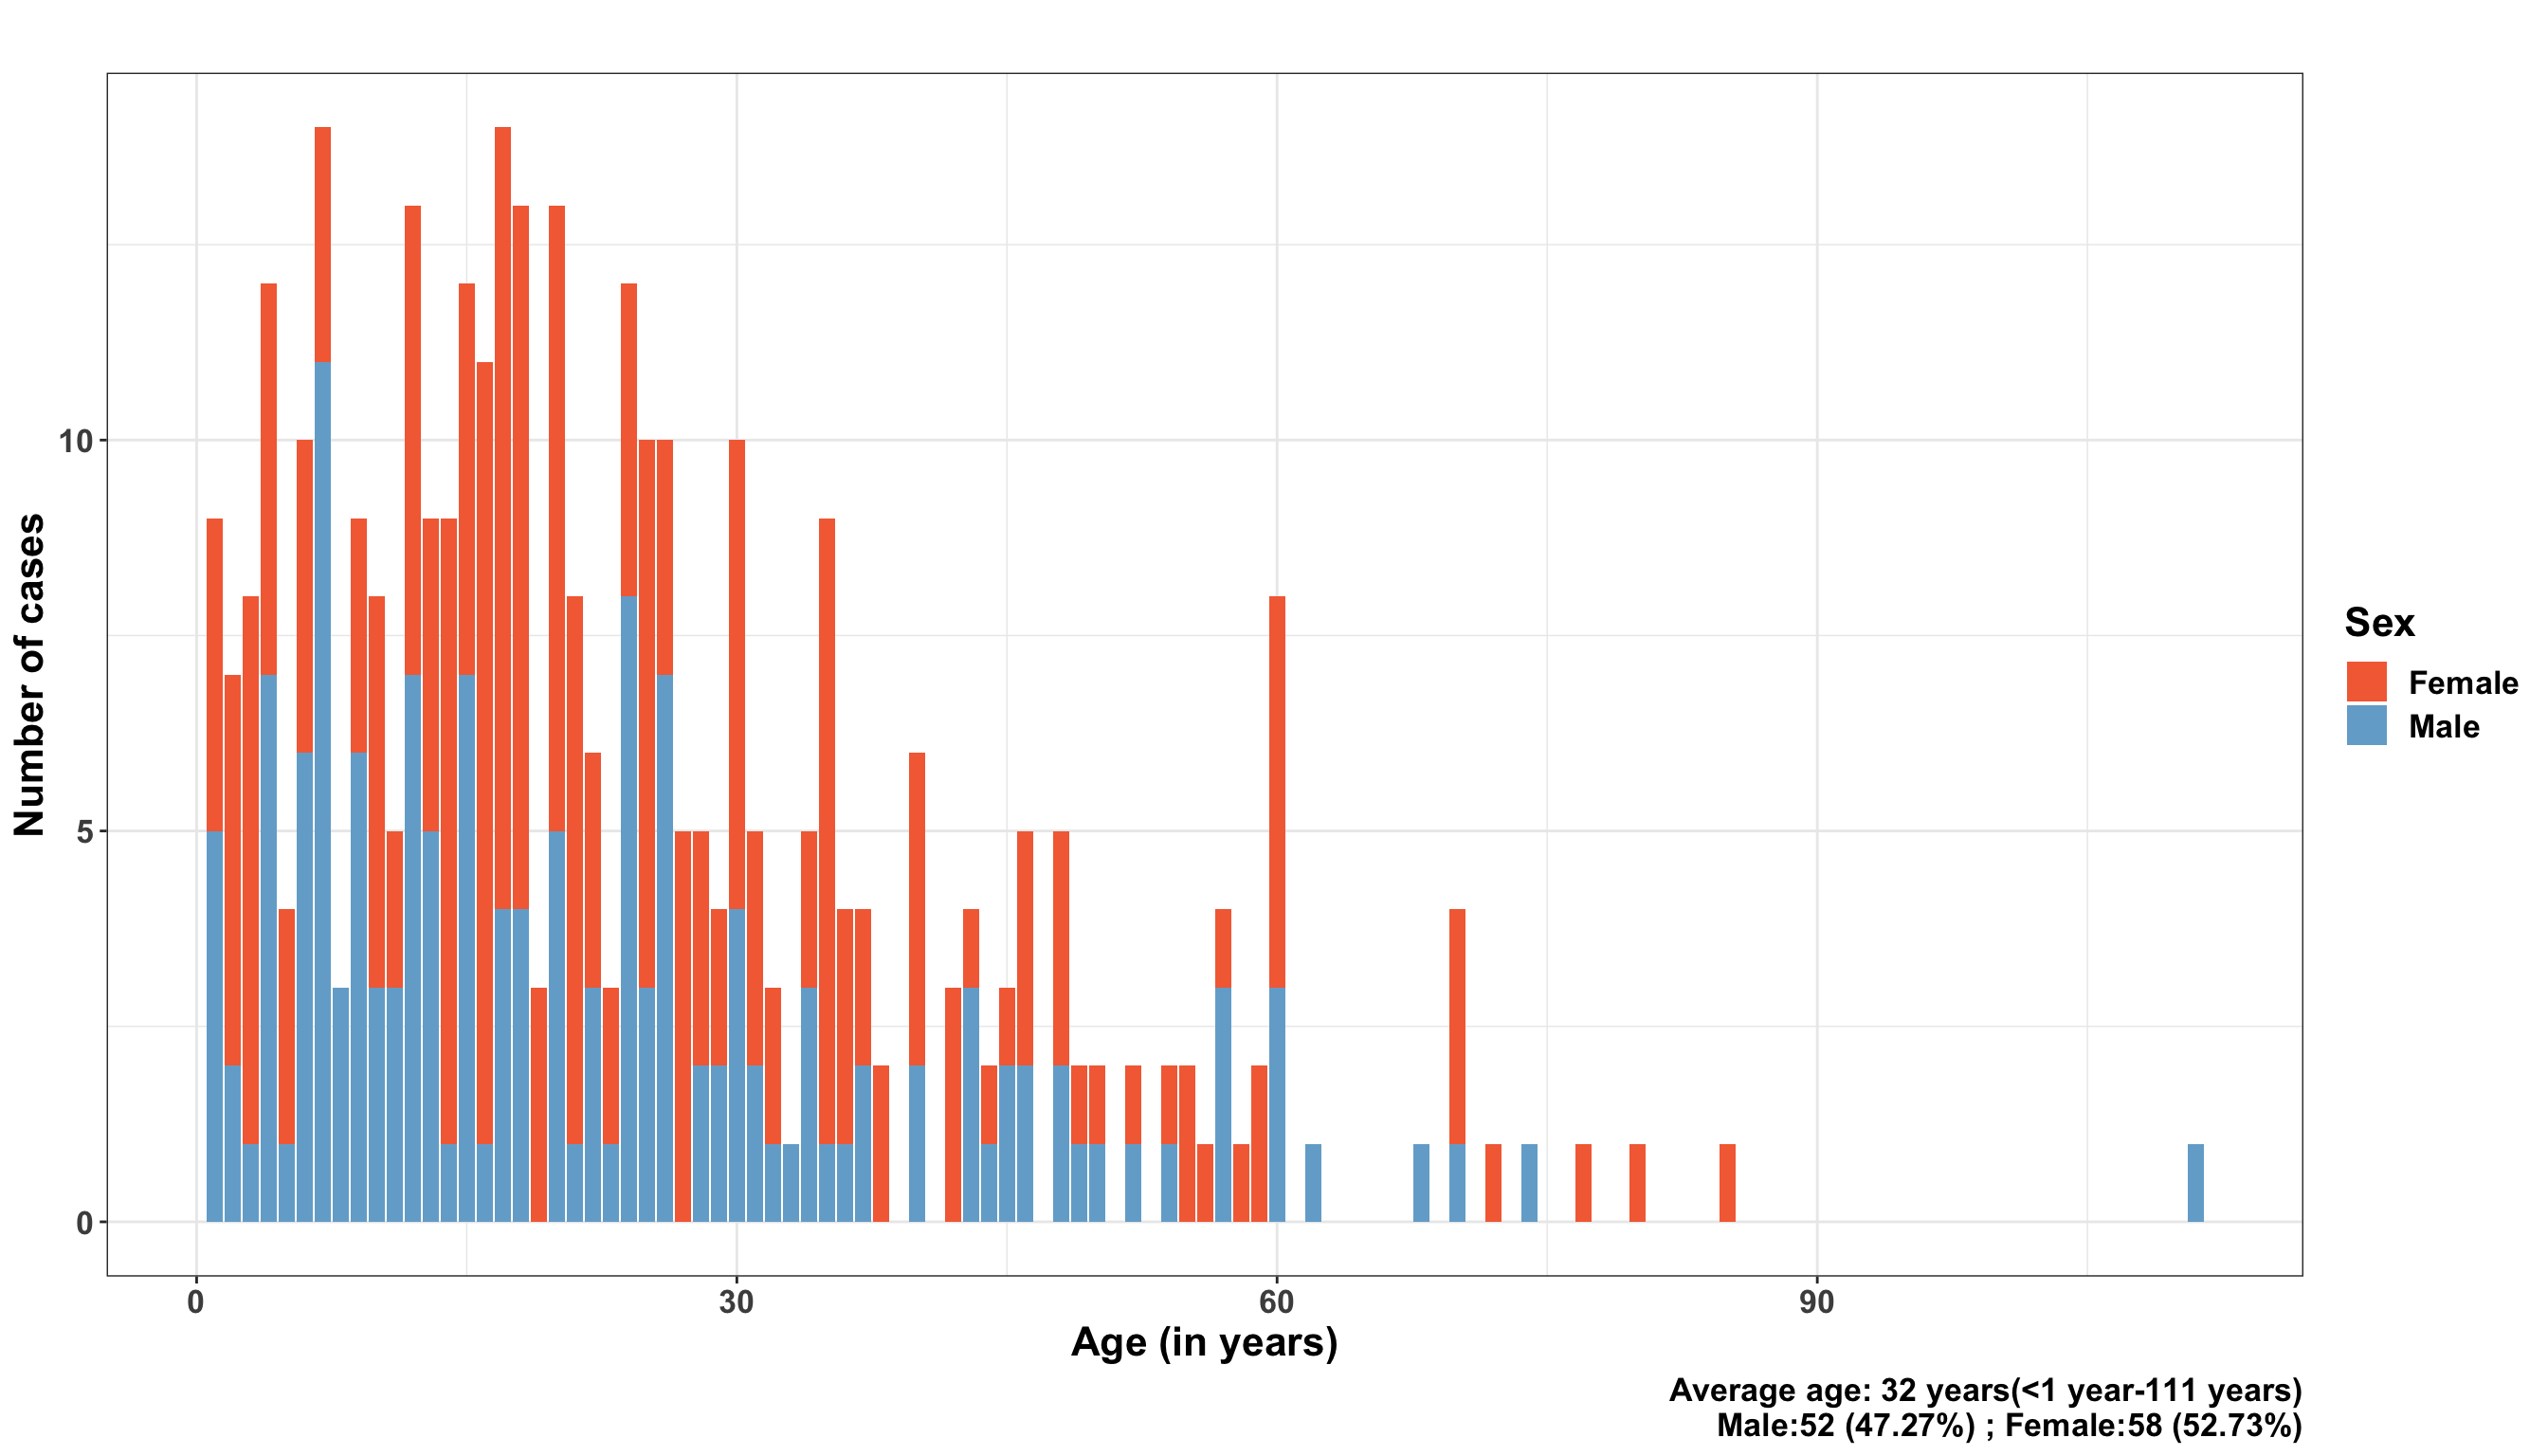 Number of cases
10
5
0
0
30
60
90
Age (in years)
Sex
Female
Male
Average age: 32 years(<1 year-111 years)
Male:52 (47.27%) ; Female:58 (52.73%)